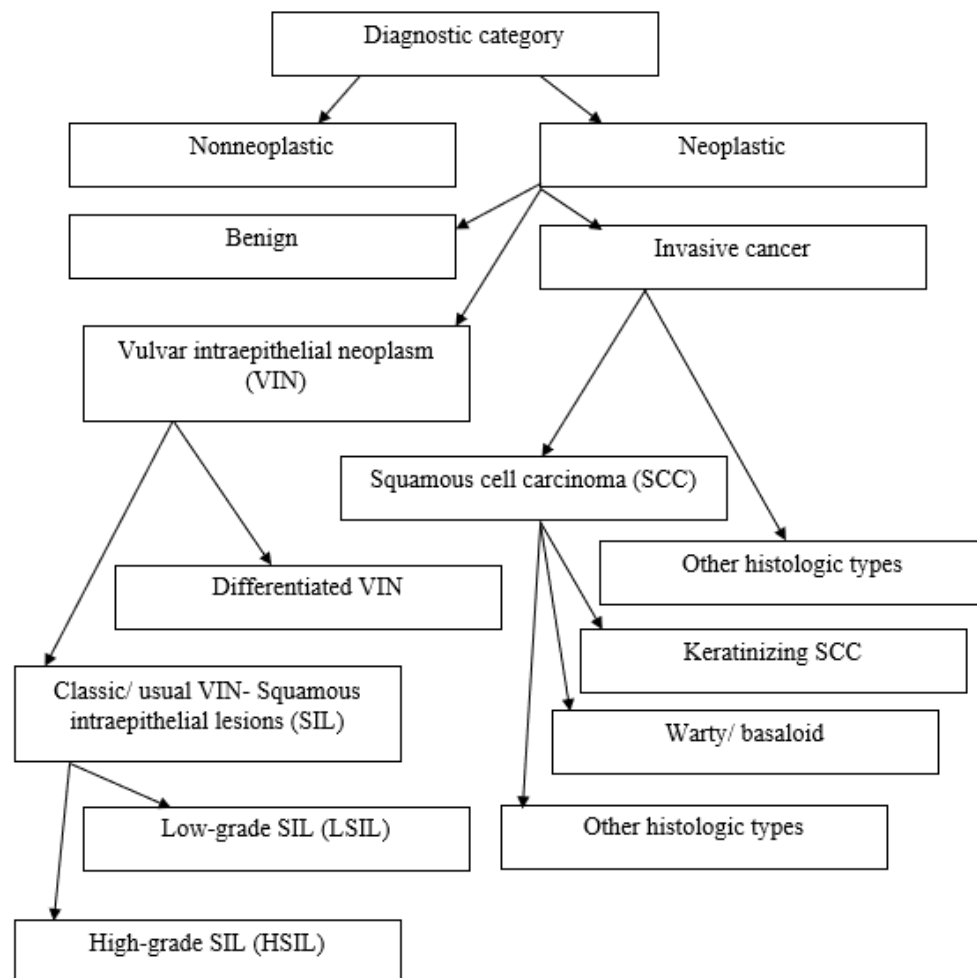 Diagnostic category
Nonneoplastic
Neoplastic
Benign
Invasive cancer
Vulvar intraepithelial neoplasm
(VIN)
Squamous cell carcinoma (SCC)
Other histologic types
Differentiated VIN
Keratinizing SCC
Classic/ usual VIN- Squamous
intraepithelial lesions (SIL)
Warty/ basaloid
Low-grade SIL (LSIL)
Other histologic types
High-grade SIL (HSIL)